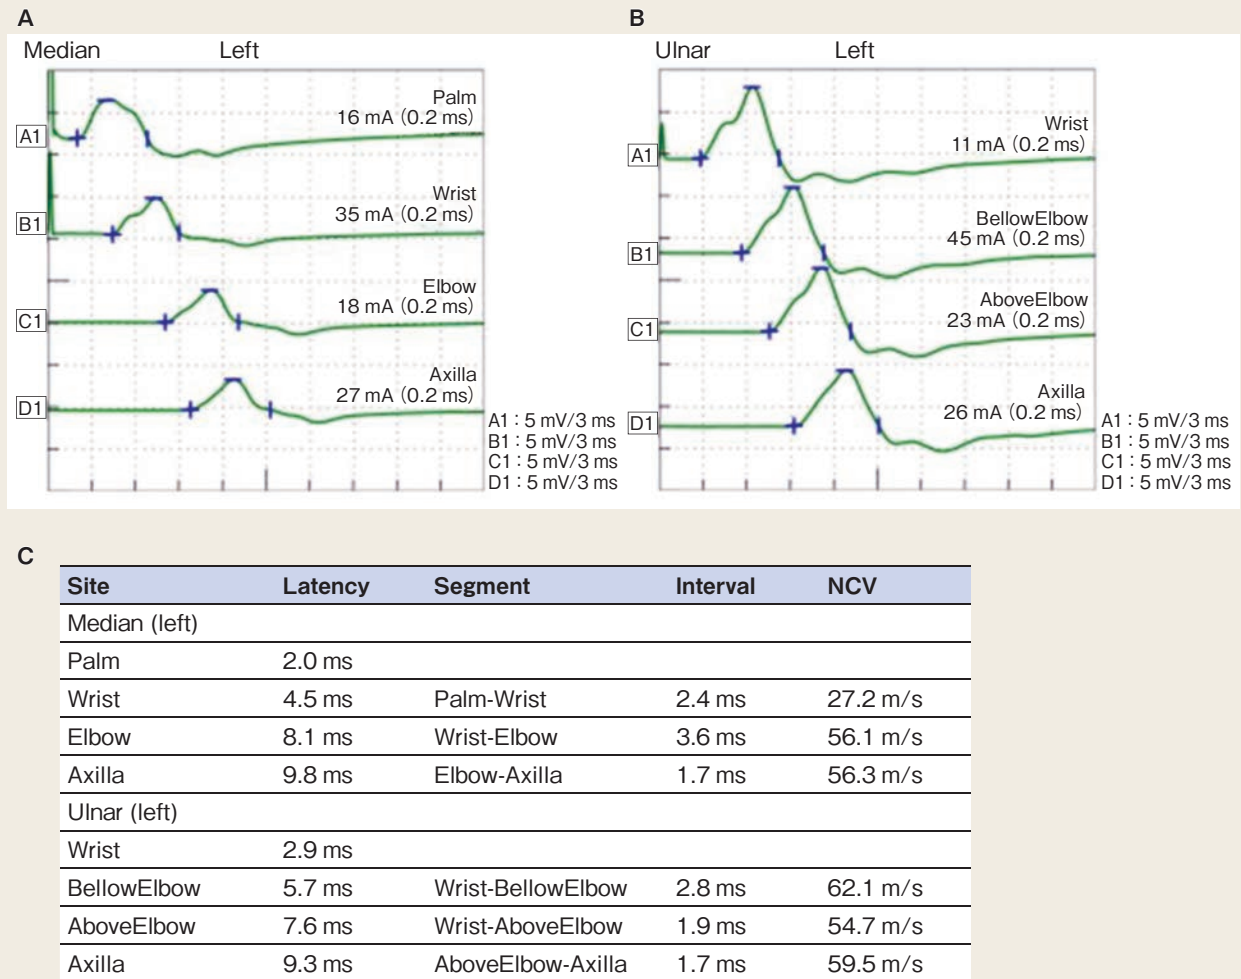 A
Median Left
Palm
16 mA (0.2 ms)
A1
Wrist
35 mA (0.2 ms)
B1
Elbow
18 mA (0.2 ms)
C1
Axilla
27 mA (0.2 ms)
D1
A1 : 5 mV/3 ms
B1 : 5 mV/3 ms
C1 : 5 mV/3 ms
D1 : 5 mV/3 ms
B
Ulnar Left
Wrist
11 mA (0.2 ms)
A1
BellowElbow
45 mA (0.2 ms)
B1
AboveElbow
23 mA (0.2 ms)
C1
Axilla
26 mA (0.2 ms)
D1
A1 : 5 mV/3 ms
B1 : 5 mV/3 ms
C1 : 5 mV/3 ms
D1 : 5 mV/3 ms
C
Site Latency Segment Interval NCV
Median (left)
Palm 2.0 ms
Wrist 4.5 ms Palm-Wrist 2.4 ms 27.2 m/s
Elbow 8.1 ms Wrist-Elbow 3.6 ms 56.1 m/s
Axilla 9.8 ms Elbow-Axilla 1.7 ms 56.3 m/s
Ulnar (left)
Wrist 2.9 ms
BellowElbow 5.7 ms Wrist-BellowElbow 2.8 ms 62.1 m/s
AboveElbow 7.6 ms Wrist-AboveElbow 1.9 ms 54.7 m/s
Axilla 9.3 ms AboveElbow-Axilla 1.7 ms 59.5 m/s